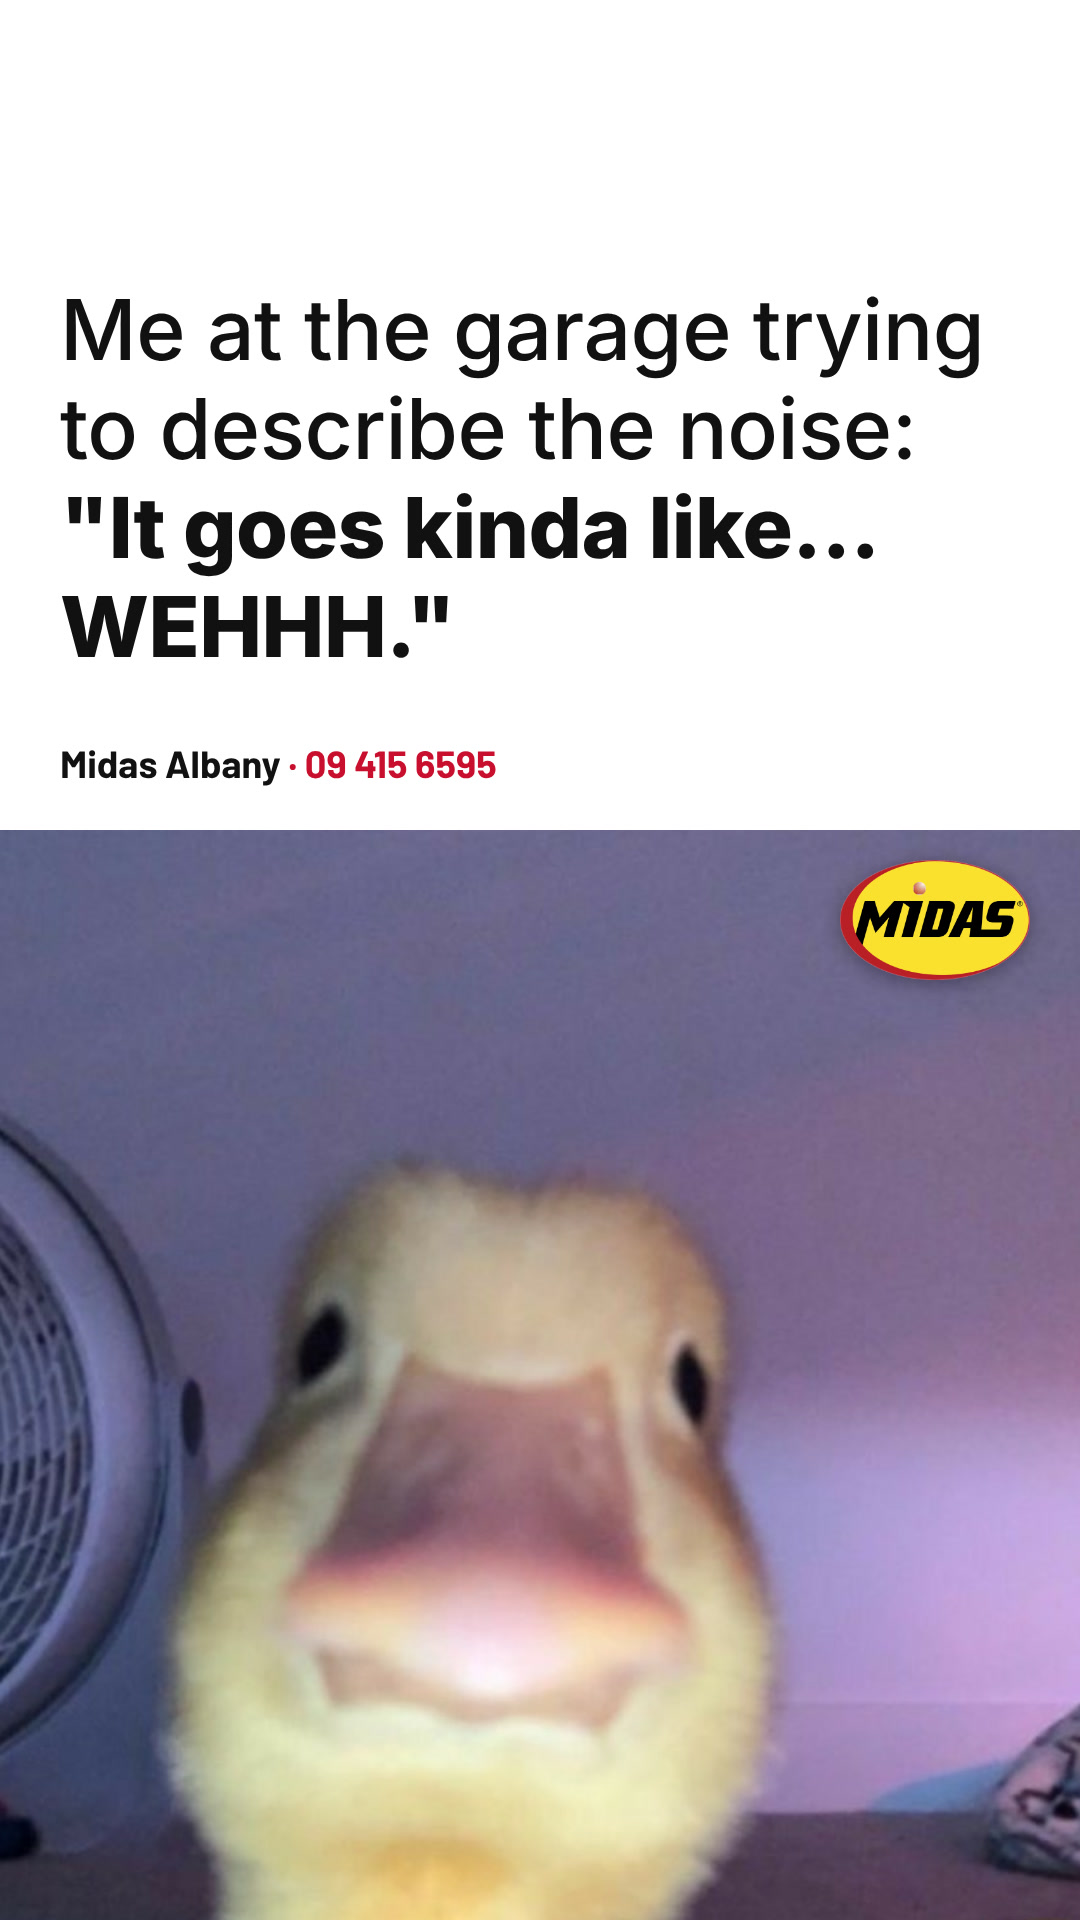 Me at the garage trying
to describe the noise:
"It goes kinda like...
WEHHH."
Midas Albany · 09 415 6595
MIDAS®